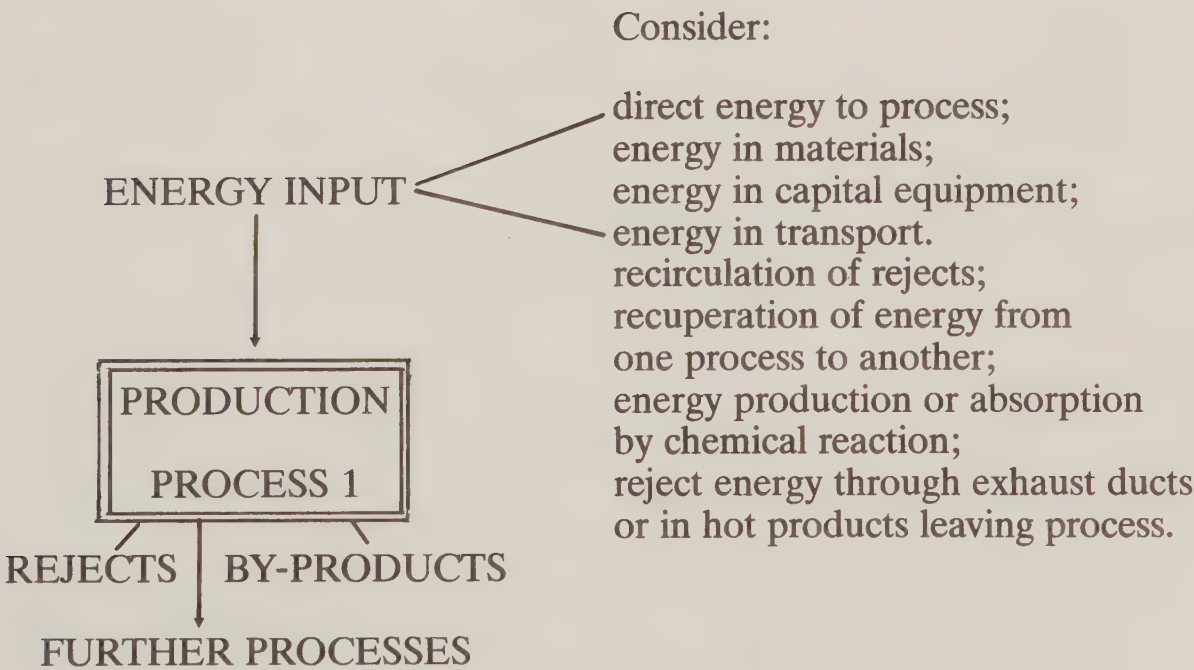 Consider:
direct energy to process;
energy in materials;
ENERGY INPUT
energy in capital equipment;
energy in transport.
recirculation of rejects;
recuperation of energy from
one process to another;
PRODUCTION
energy production or absorption
by chemical reaction;
PROCESS 1
reject energy through exhaust ducts
or in hot products leaving process.
REJECTS
BY-PRODUCTS
FURTHER PROCESSES